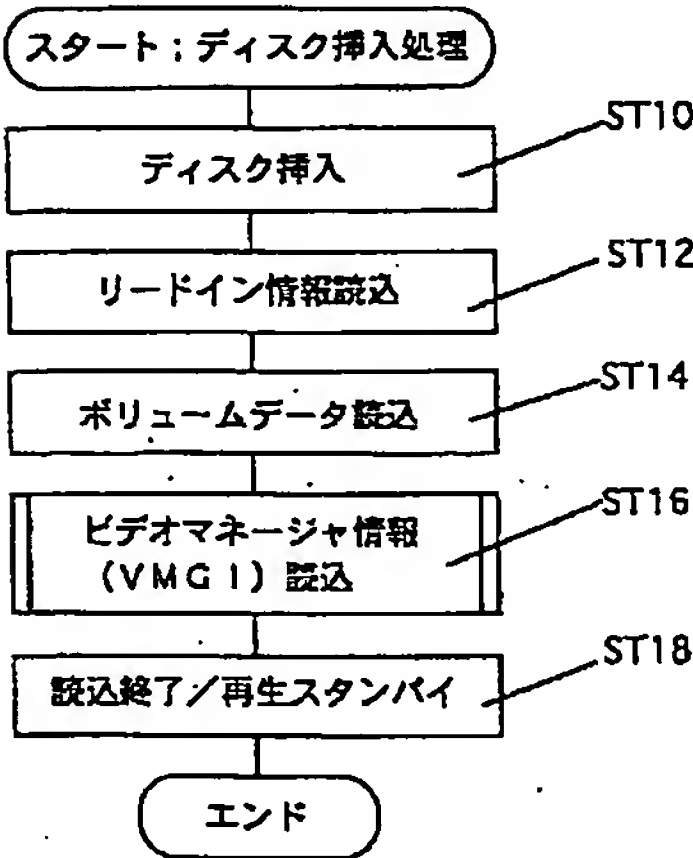 スタート；ディスク挿入処理
ST10
ディスク挿入
ST12
リードイン情報読込
ST14
ボリュームデータ読込
ST16
ビデオマネージャ情報
（ＶＭＧＩ）読込
ST18
読込終了／再生スタンバイ
エンド